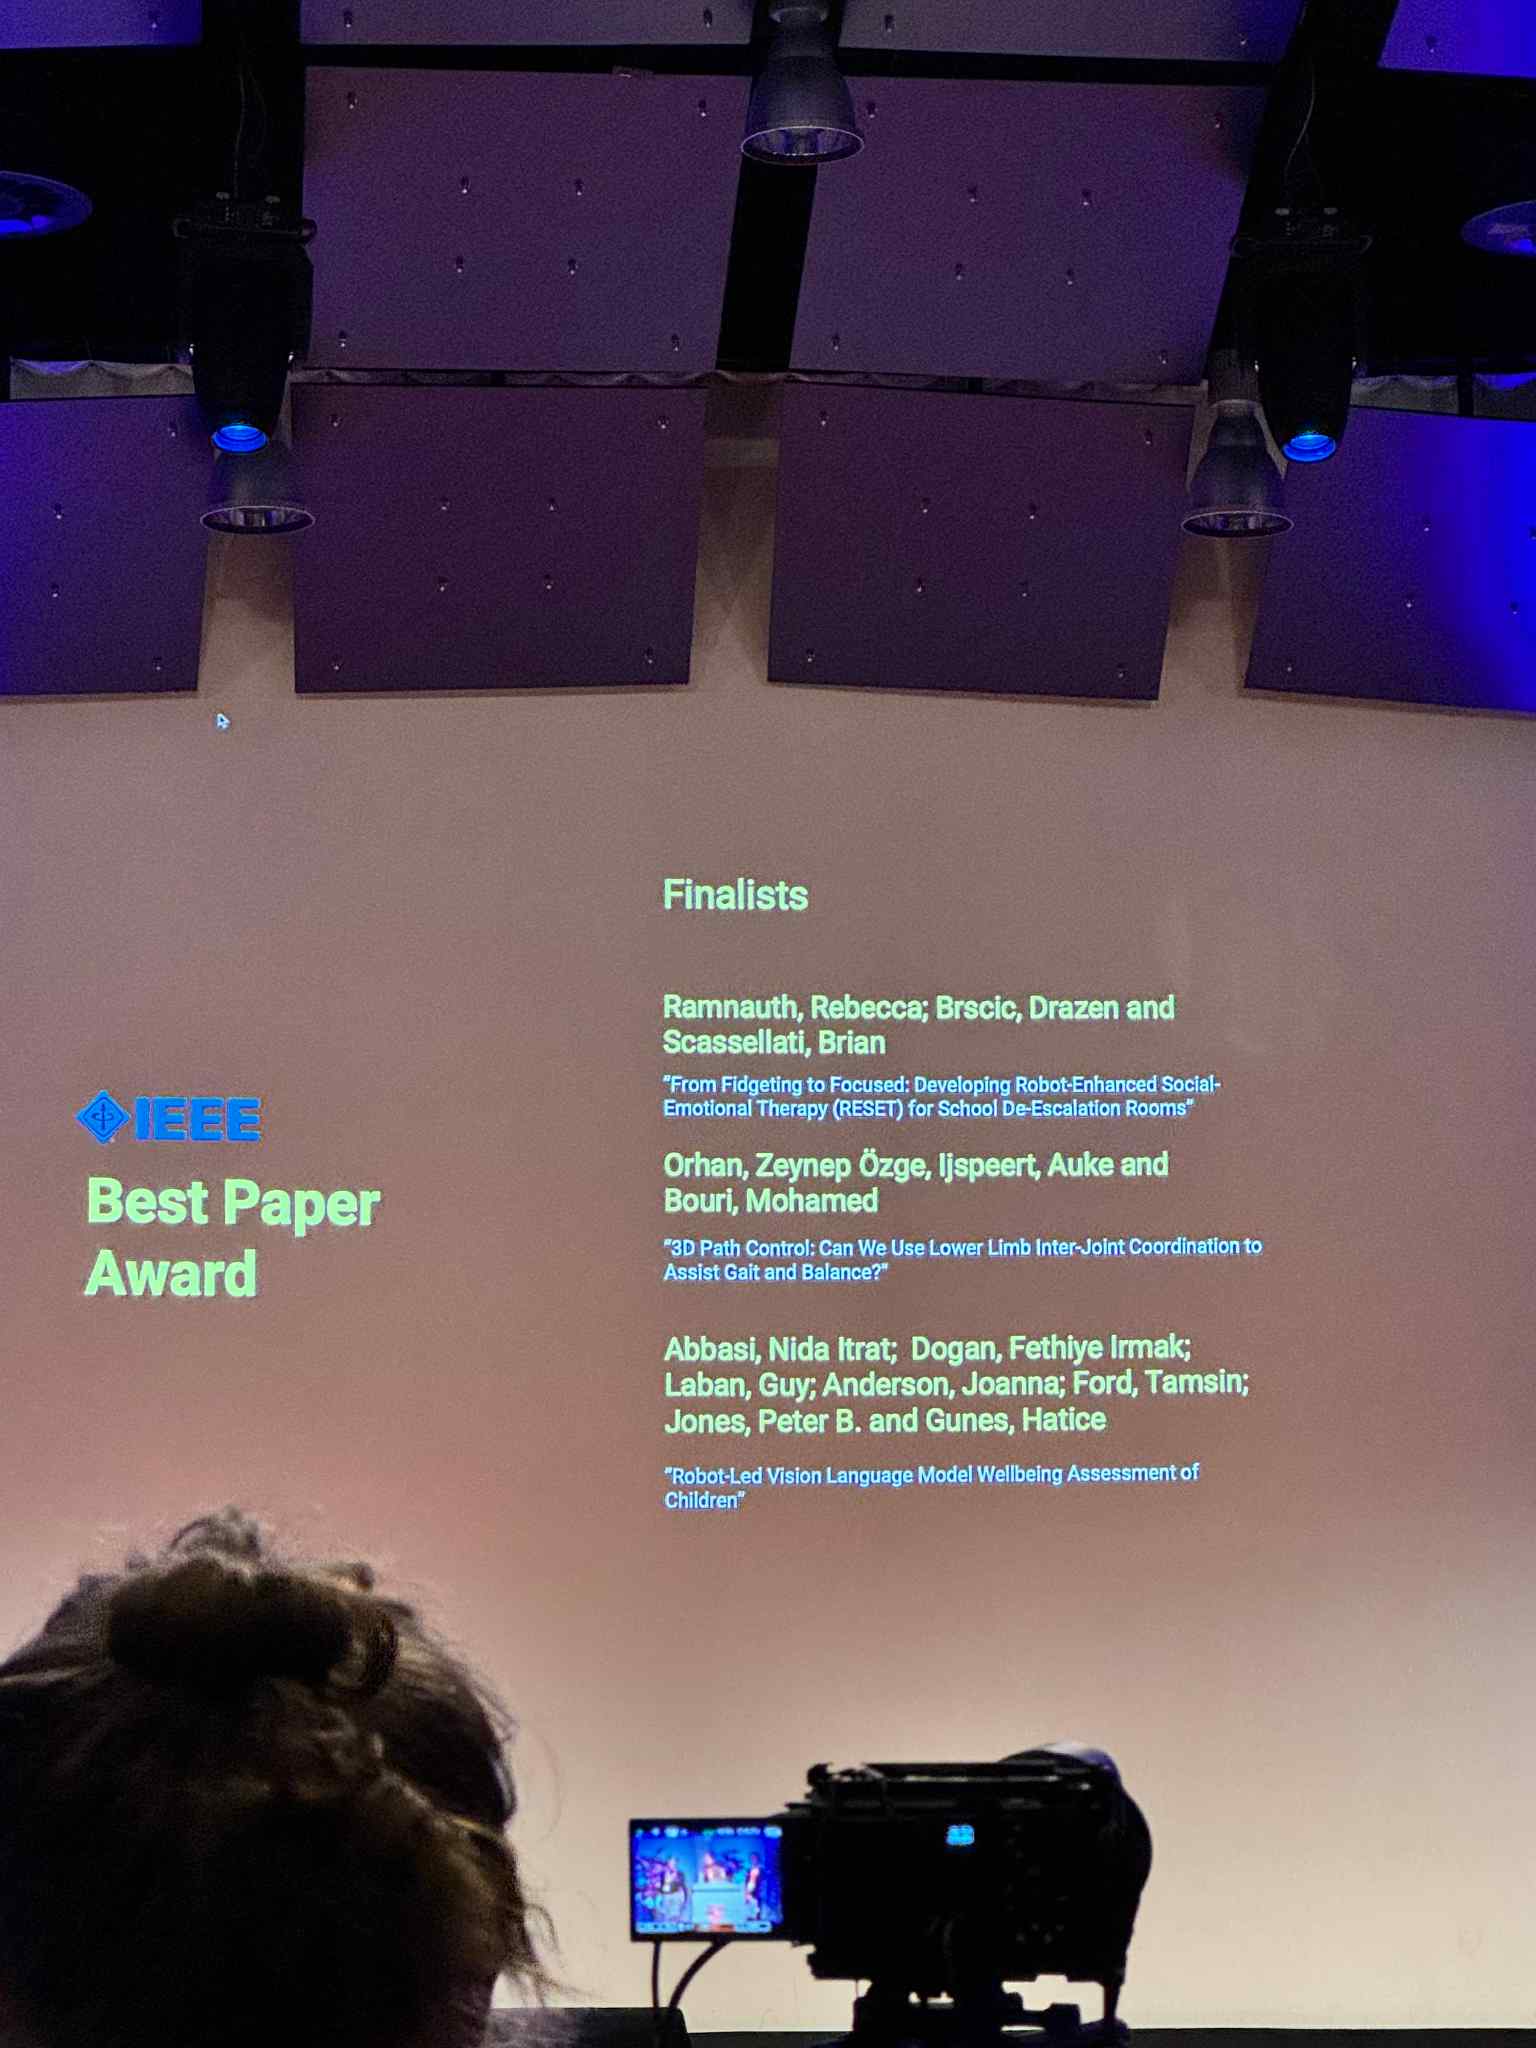 IEEE
Best Paper
Award
Finalists
Ramnauth, Rebecca; Brscic, Drazen and
Scassellati, Brian
"From Fidgeting to Focused: Developing Robot-Enhanced Social-
Emotional Therapy (RESET) for School De-Escalation Rooms"
Orhan, Zeynep Özge, Ijspeert, Auke and
Bouri, Mohamed
"3D Path Control: Can We Use Lower Limb Inter-Joint Coordination to
Assist Gait and Balance?"
Abbasi, Nida Itrat;  Dogan, Fethiye Irmak;
Laban, Guy; Anderson, Joanna; Ford, Tamsin;
Jones, Peter B. and Gunes, Hatice
"Robot-Led Vision Language Model Wellbeing Assessment of
Children"